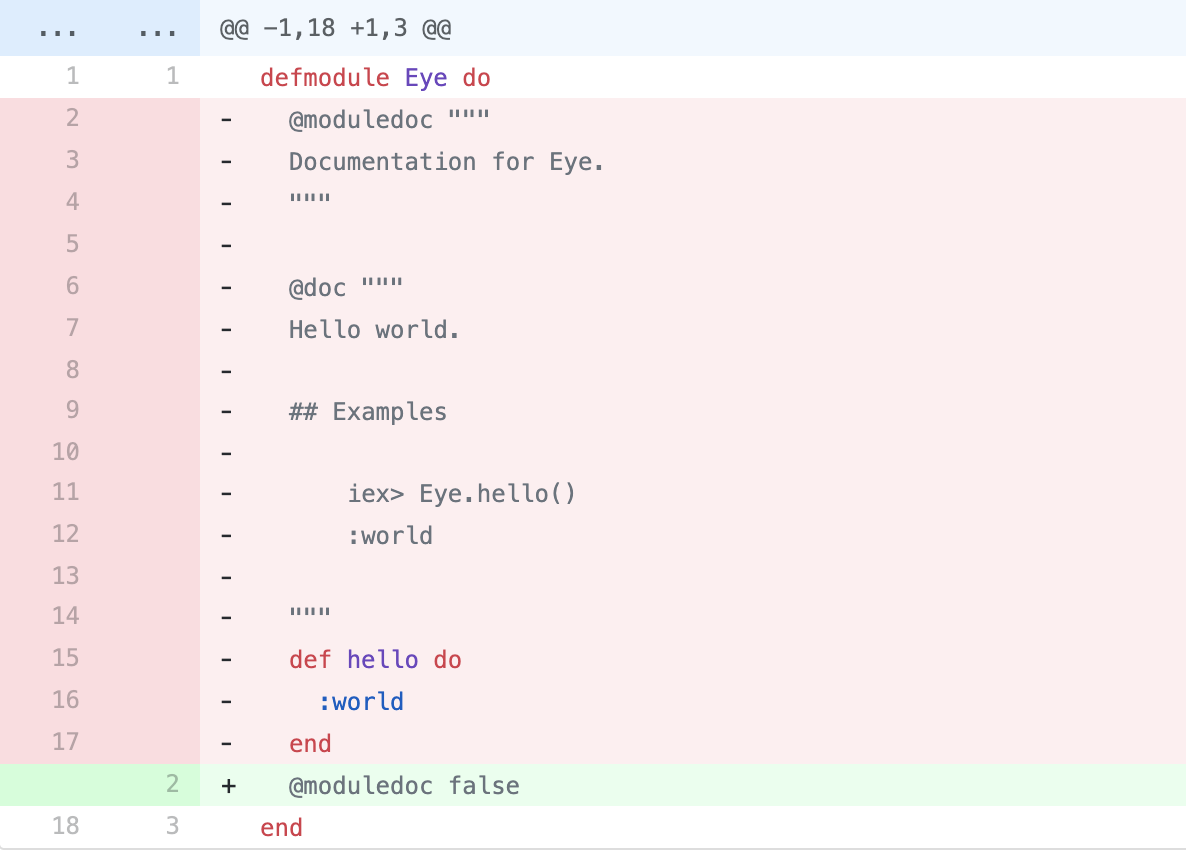 ... ... @@ -1,18 +1,3 @@
1 1 defmodule Eye do
2 - @moduledoc """
3 - Documentation for Eye.
4 - """
5 -
6 - @doc """
7 - Hello world.
8 -
9 - ## Examples
10 -
11 - iex> Eye.hello()
12 - :world
13 -
14 - """
15 - def hello do
16 - :world
17 - end
2 + @moduledoc false
18 3 end